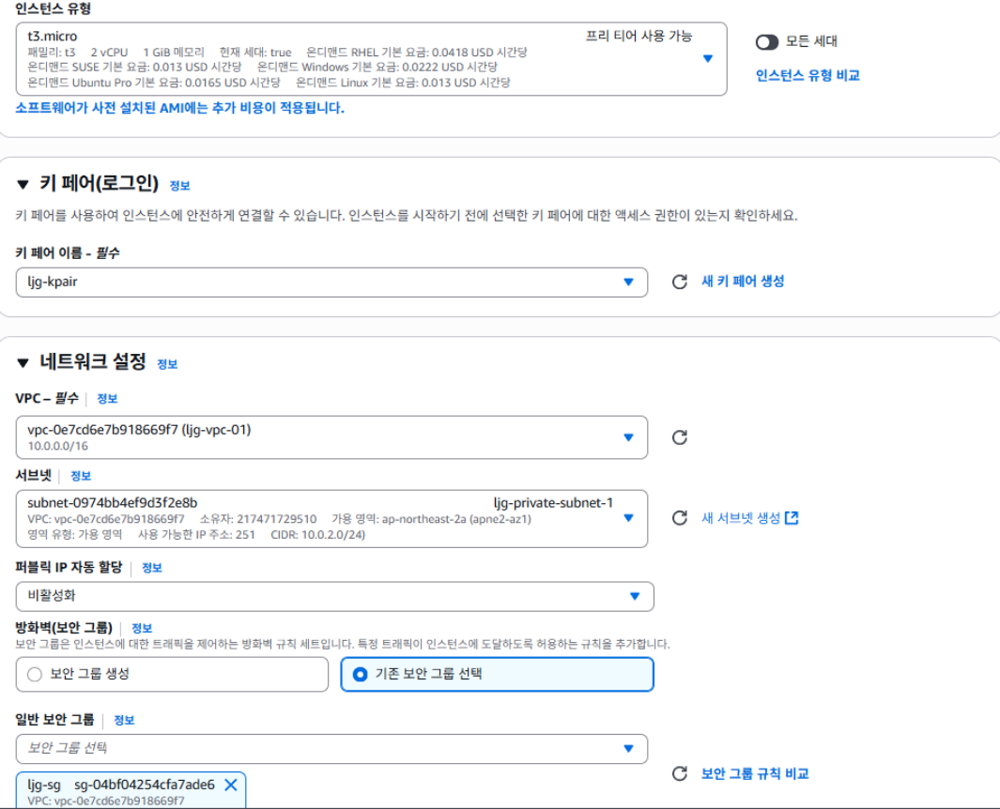 인스턴스 유형
t3.micro 프리 티어 사용 가능
패밀리: t3 2 vCPU 1 GiB 메모리 현재 세대: true 온디맨드 RHEL 기본 요금: 0.0418 USD 시간당
온디맨드 SUSE 기본 요금: 0.013 USD 시간당 온디맨드 Windows 기본 요금: 0.0222 USD 시간당
온디맨드 Ubuntu Pro 기본 요금: 0.0165 USD 시간당 온디맨드 Linux 기본 요금: 0.013 USD 시간당
모든 세대
인스턴스 유형 비교
소프트웨어가 사전 설치된 AMI에는 추가 비용이 적용됩니다.
키 페어(로그인) 정보
키 페어를 사용하여 인스턴스에 안전하게 연결할 수 있습니다. 인스턴스를 시작하기 전에 선택한 키 페어에 대한 액세스 권한이 있는지 확인하세요.
키 페어 이름 - 필수
ljg-kpair
새 키 페어 생성
네트워크 설정 정보
VPC – 필수 정보
vpc-0e7cd6e7b918669f7 (ljg-vpc-01)
10.0.0.0/16
서브넷 정보
subnet-0974bb4ef9d3f2e8b ljg-private-subnet-1
VPC: vpc-0e7cd6e7b918669f7 소유자: 217471729510 가용 영역: ap-northeast-2a (apne2-az1)
영역 유형: 가용 영역 사용 가능한 IP 주소: 251 CIDR: 10.0.2.0/24)
새 서브넷 생성
퍼블릭 IP 자동 할당 정보
비활성화
방화벽(보안 그룹) 정보
보안 그룹은 인스턴스에 대한 트래픽을 제어하는 방화벽 규칙 세트입니다. 특정 트래픽이 인스턴스에 도달하도록 허용하는 규칙을 추가합니다.
보안 그룹 생성
기존 보안 그룹 선택
일반 보안 그룹 정보
보안 그룹 선택
ljg-sg sg-04bf04254cfa7ade6
VPC: vpc-0e7cd6e7b918669f7
보안 그룹 규칙 비교